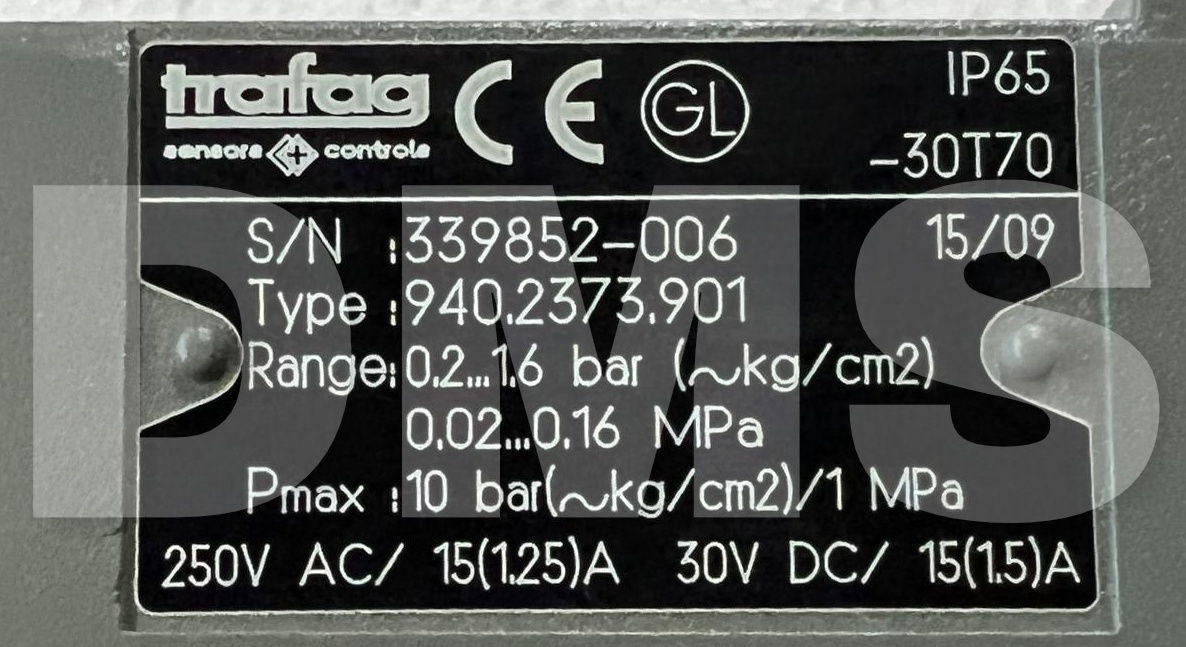 trafag CE GL IP65
sensors controls -30T70
S/N :339852-006 15/09
Type :940.2373.901
Range:0.2...1.6 bar (~kg/cm2)
0.02...0.16 MPa
Pmax :10 bar(~kg/cm2)/1 MPa
250V AC/ 15(1.25)A 30V DC/ 15(1.5)A
DMS